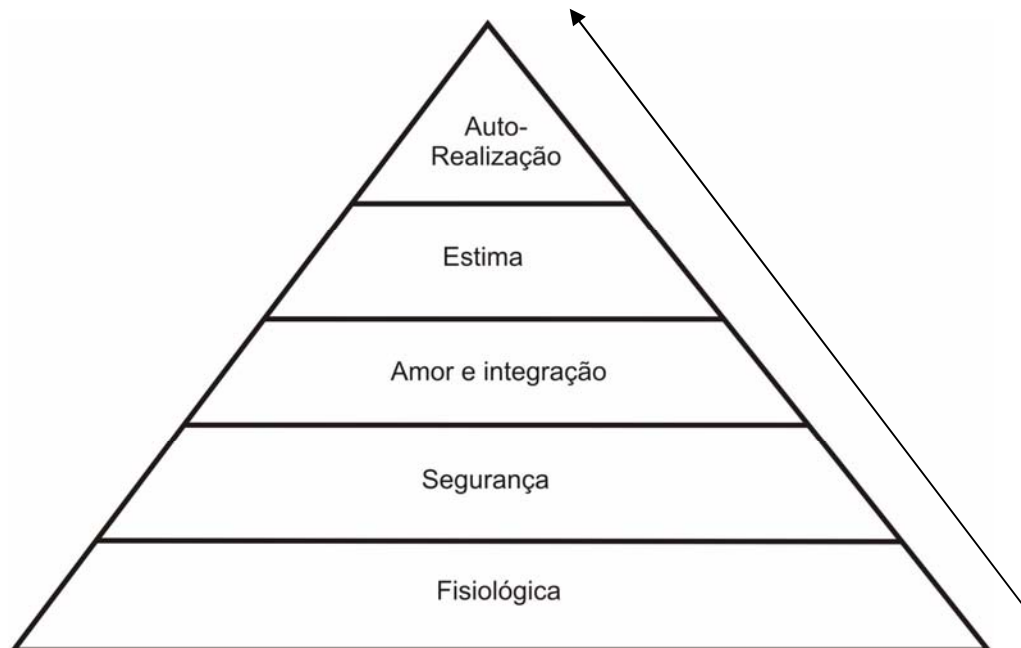 Auto-
Realização
Estima
Amor e integração
Segurança
Fisiológica